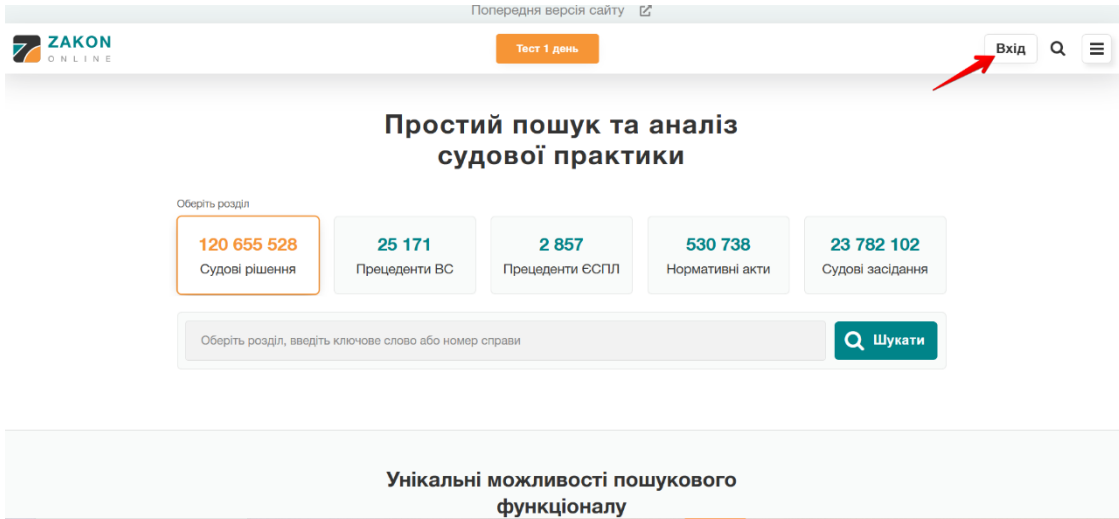 Попередня версія сайту
ZAKON
ONLINE
Тест 1 день
Вхід
Простий пошук та аналіз
судової практики
Оберіть розділ
120 655 528
Судові рішення
25 171
Прецеденти ВС
2 857
Прецеденти ЄСПЛ
530 738
Нормативні акти
23 782 102
Судові засідання
Оберіть розділ, введіть ключове слово або номер справи
Шукати
Унікальні можливості пошукового
функціоналу